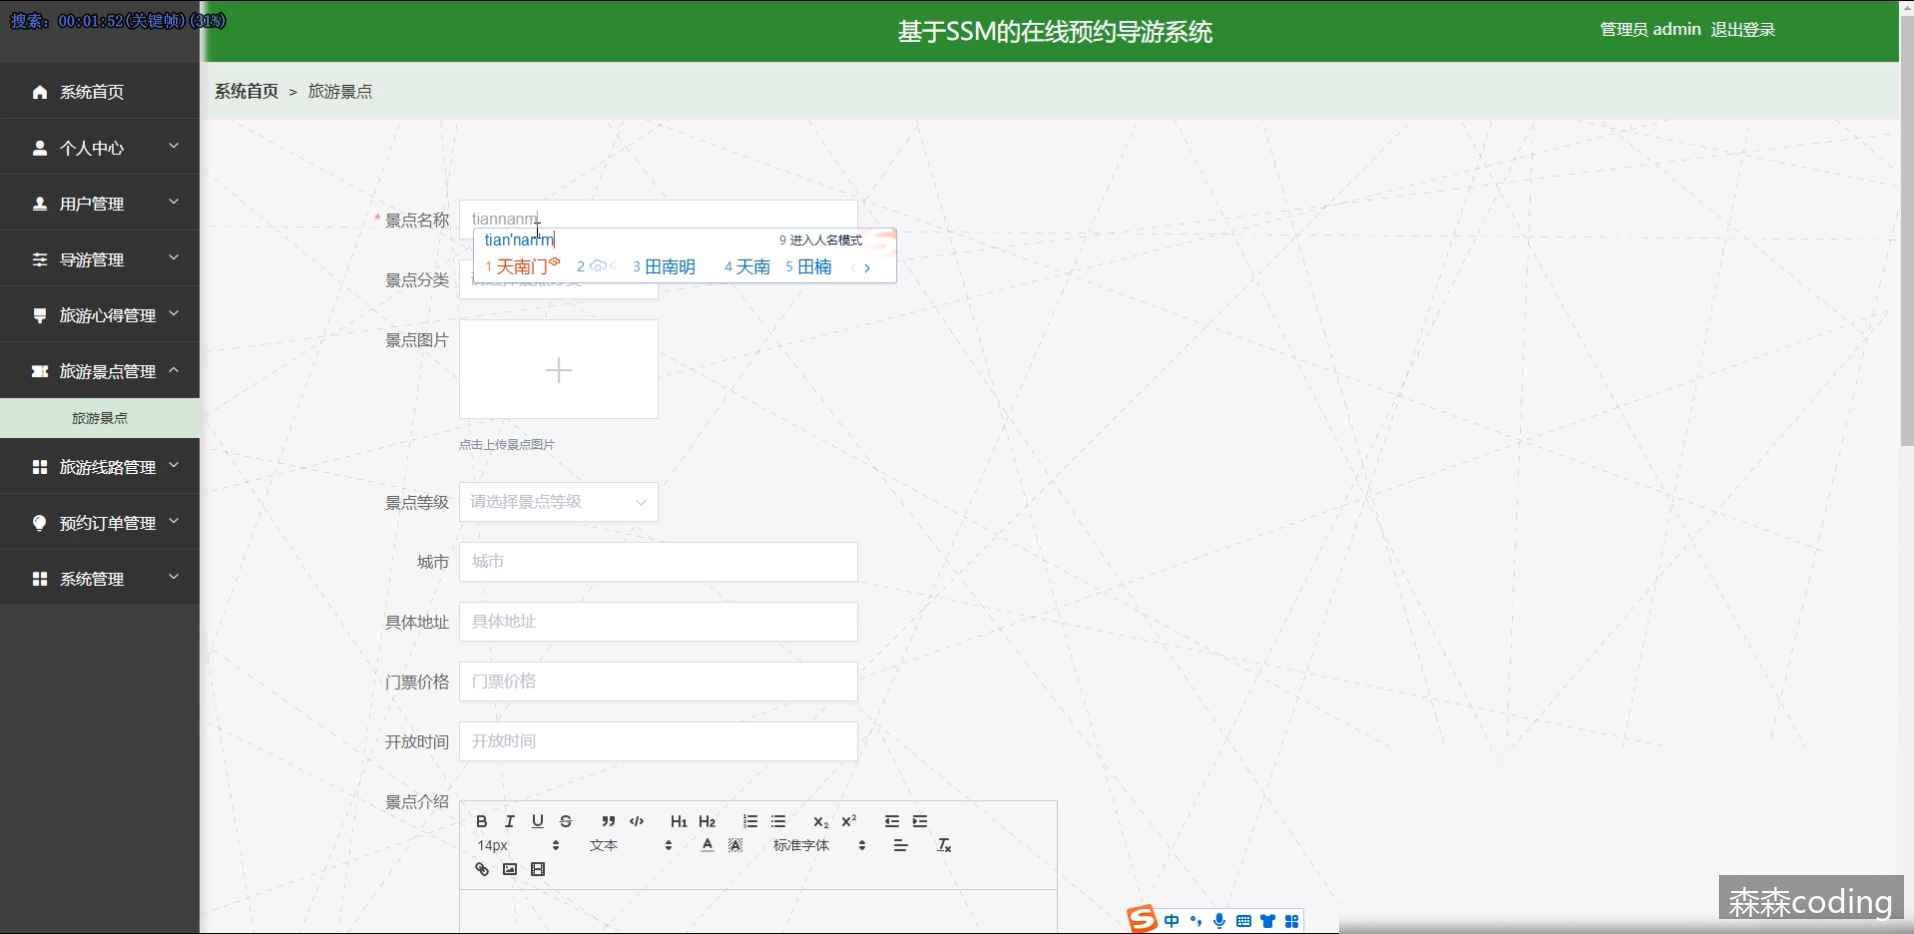 搜索: 00:01:52(关键帧)(31%)
基于SSM的在线预约导游系统
管理员 admin 退出登录
系统首页
个人中心
用户管理
导游管理
旅游心得管理
旅游景点管理
旅游景点
旅游线路管理
预约订单管理
系统管理
系统首页 > 旅游景点
* 景点名称 tiannanm
tian'nan'm 9 进入人名模式
1 天南门 2 3 田南明 4 天南 5 田楠
景点分类
景点图片
点击上传景点图片
景点等级 请选择景点等级
城市 城市
具体地址 具体地址
门票价格 门票价格
开放时间 开放时间
景点介绍
B I U S H1 H2 x₂ x²
14px 文本 A A 标准字体 Tx
中
森森coding